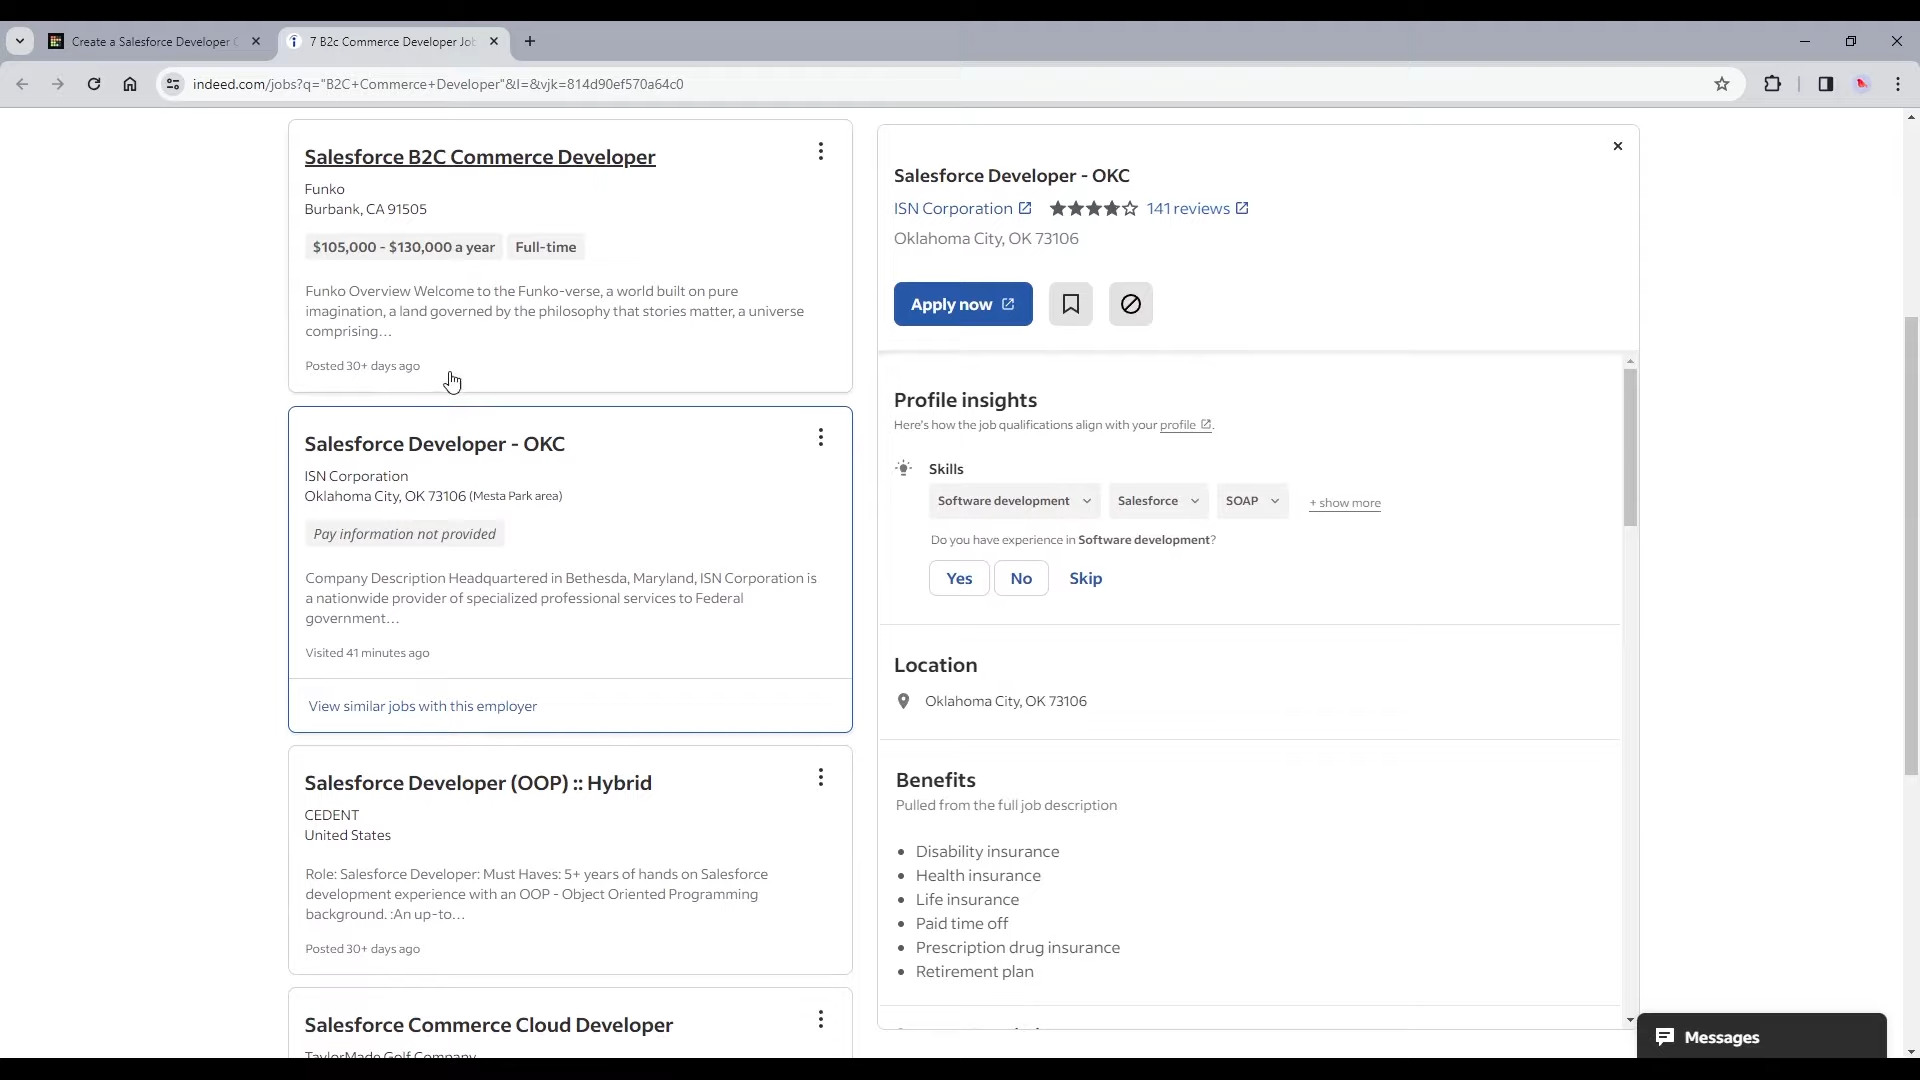 Create a Salesforce Developer
7 B2c Commerce Developer Jo
indeed.com/jobs?q="B2C+Commerce+Developer"&l=&vjk=814d90ef570a64c0
Salesforce B2C Commerce Developer
Funko
Burbank, CA 91505
$105,000 - $130,000 a year
Full-time
Funko Overview Welcome to the Funko-verse, a world built on pure
imagination, a land governed by the philosophy that stories matter, a universe
comprising...
Posted 30+ days ago
Salesforce Developer - OKC
ISN Corporation
Oklahoma City, OK 73106 (Mesta Park area)
Pay information not provided
Company Description Headquartered in Bethesda, Maryland, ISN Corporation is
a nationwide provider of specialized professional services to Federal
government...
Visited 41 minutes ago
View similar jobs with this employer
Salesforce Developer (OOP) :: Hybrid
CEDENT
United States
Role: Salesforce Developer: Must Haves: 5+ years of hands on Salesforce
development experience with an OOP - Object Oriented Programming
background. :An up-to...
Posted 30+ days ago
Salesforce Commerce Cloud Developer
TaylorMade Golf Company
Salesforce Developer - OKC
ISN Corporation 141 reviews
Oklahoma City, OK 73106
Apply now
Profile insights
Here's how the job qualifications align with your profile.
Skills
Software development Salesforce SOAP + show more
Do you have experience in Software development?
Yes No Skip
Location
Oklahoma City, OK 73106
Benefits
Pulled from the full job description
• Disability insurance
• Health insurance
• Life insurance
• Paid time off
• Prescription drug insurance
• Retirement plan
Messages